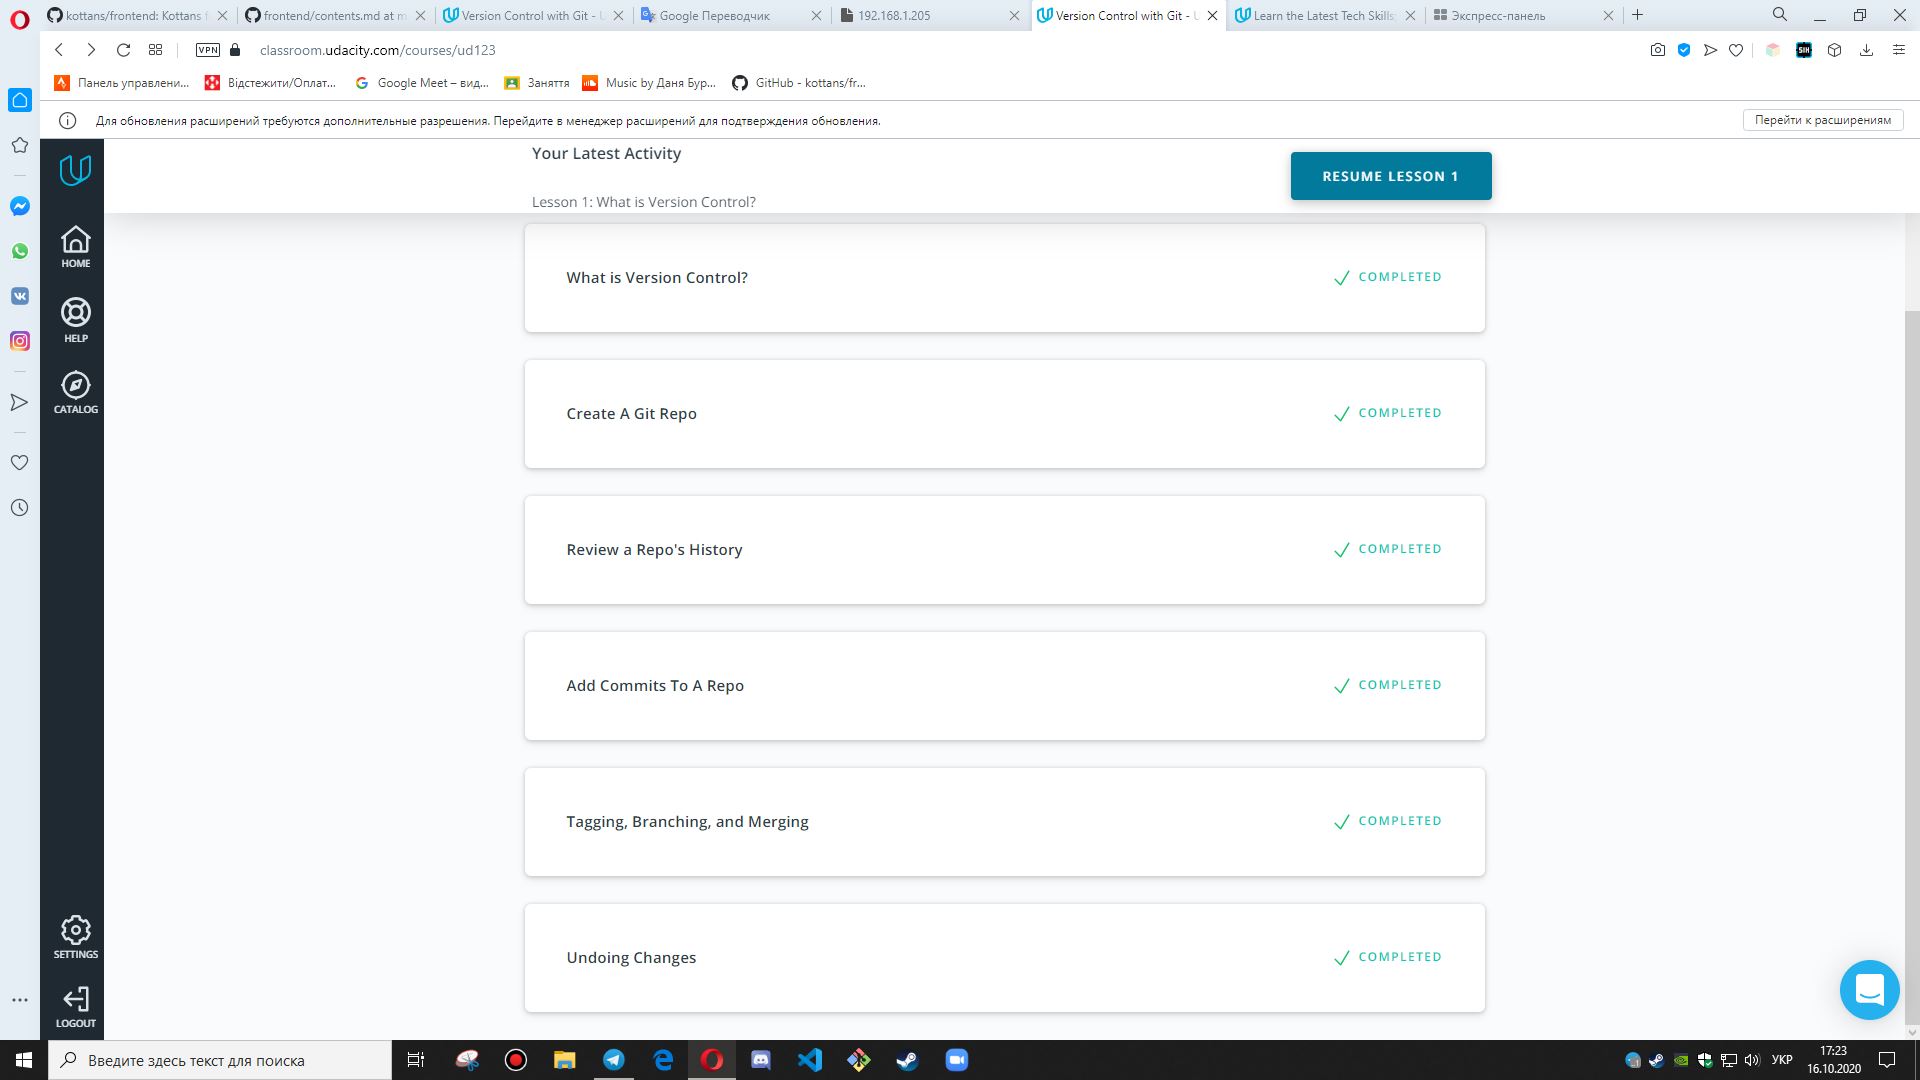 kottans/frontend: Kottans f
frontend/contents.md at m
Version Control with Git - U
Google Переводчик
192.168.1.205
Version Control with Git - U
Learn the Latest Tech Skills
Экспресс-панель
VPN
classroom.udacity.com/courses/ud123
Панель управлени...
Відстежити/Оплат...
Google Meet – вид...
Заняття
Music by Даня Бур...
GitHub - kottans/fr...
Для обновления расширений требуются дополнительные разрешения. Перейдите в менеджер расширений для подтверждения обновления.
Перейти к расширениям
Your Latest Activity
Lesson 1: What is Version Control?
RESUME LESSON 1
HOME
HELP
CATALOG
What is Version Control?
COMPLETED
Create A Git Repo
COMPLETED
Review a Repo's History
COMPLETED
Add Commits To A Repo
COMPLETED
Tagging, Branching, and Merging
COMPLETED
Undoing Changes
COMPLETED
SETTINGS
LOGOUT
Введите здесь текст для поиска
УКР
17:23
16.10.2020